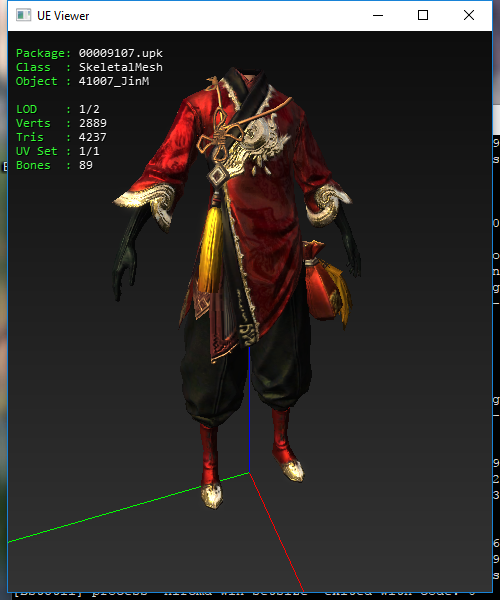 UE Viewer
Package: 00009107.upk
Class : SkeletalMesh
Object : 41007_JinM
LOD : 1/2
Verts : 2889
Tris : 4237
UV Set : 1/1
Bones : 89